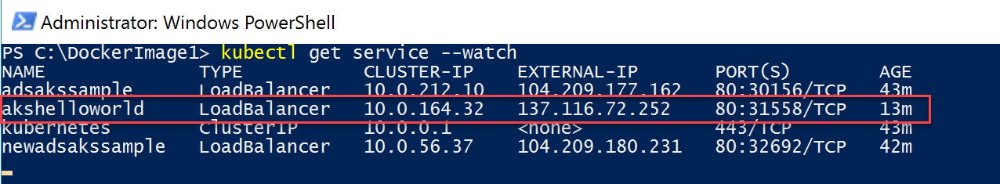 Administrator: Windows PowerShell
PS C:\DockerImage1> kubectl get service --watch
NAME TYPE CLUSTER-IP EXTERNAL-IP PORT(S) AGE
adsakssample LoadBalancer 10.0.212.10 104.209.177.162 80:30156/TCP 43m
akshelloworld LoadBalancer 10.0.164.32 137.116.72.252 80:31558/TCP 13m
kubernetes ClusterIP 10.0.0.1 <none> 443/TCP 43m
newadsakssample LoadBalancer 10.0.56.37 104.209.180.231 80:32692/TCP 42m